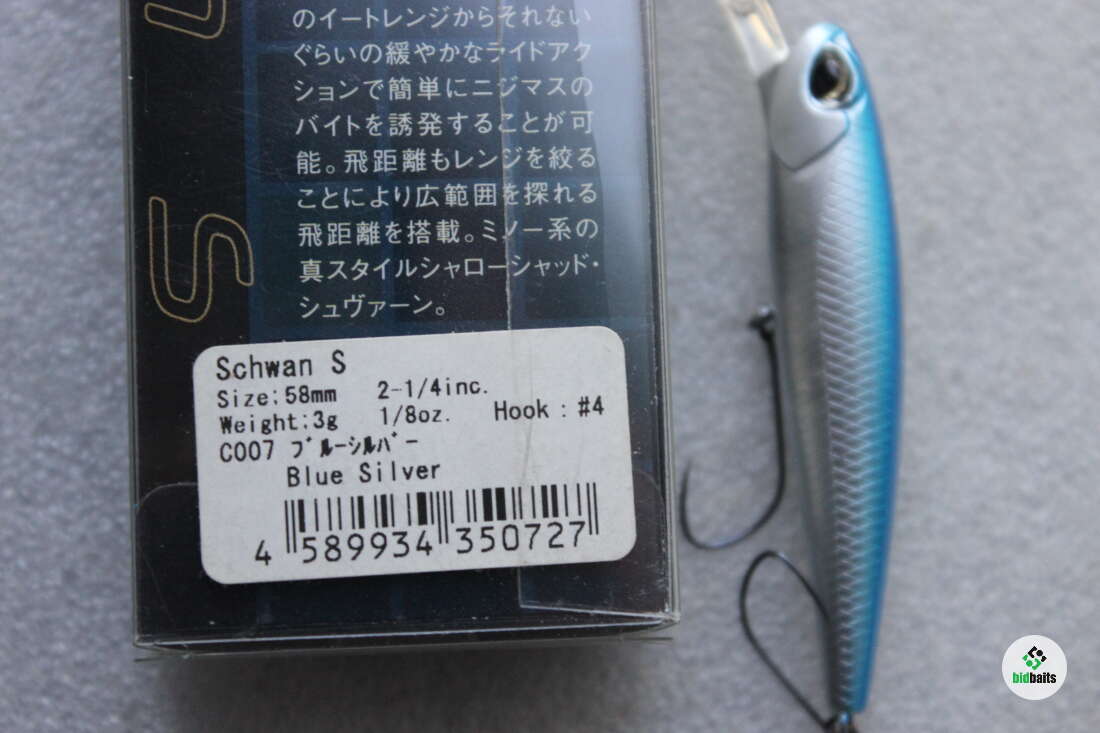 のイートレンジからそれない
ぐらいの緩やかなライドアク
ションで簡単にニジマスの
バイトを誘発することが可
能。飛距離もレンジを絞る
ことにより広範囲を探れる
飛距離を搭載。ミノー系の
真スタイルシャローシャッド・
シュヴァーン。
S
Schwan S
Size:58mm 2-1/4inc.
Weight:3g 1/8oz. Hook : #4
C007 ブルーシルバー
Blue Silver
4 589934 350727
bidbaits